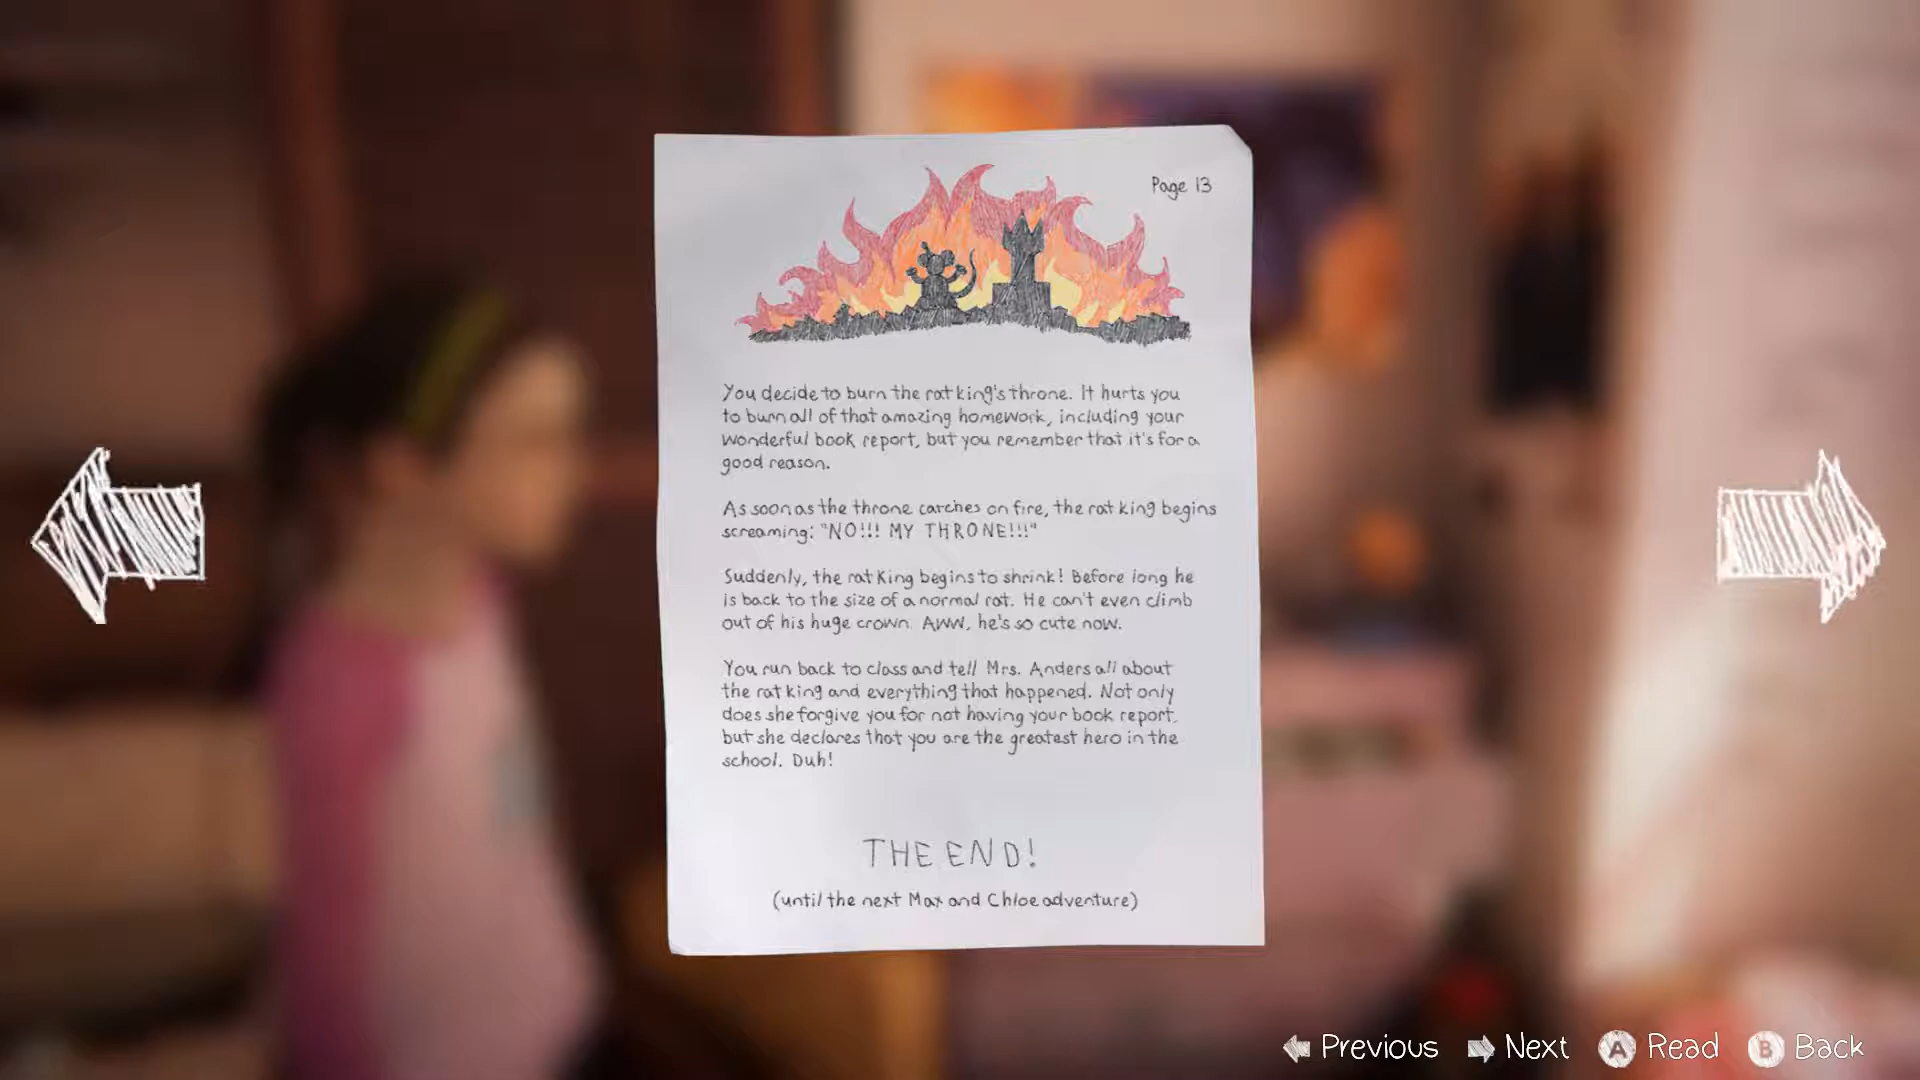 Page 13
You decide to burn the rat king's throne. It hurts you
to burn all of that amazing homework, including your
wonderful book report, but you remember that it's for a
good reason.
As soon as the throne catches on fire, the rat king begins
screaming: "NO!!! MY THRONE!!!"
Suddenly, the rat king begins to shrink! Before long he
is back to the size of a normal rat. He can't even climb
out of his huge crown. AWW, he's so cute now.
You run back to class and tell Mrs. Anders all about
the rat king and everything that happened. Not only
does she forgive you for not having your book report,
but she declares that you are the greatest hero in the
school. Duh!
THE END!
(until the next Max and Chloe adventure)
Previous Next A Read B Back